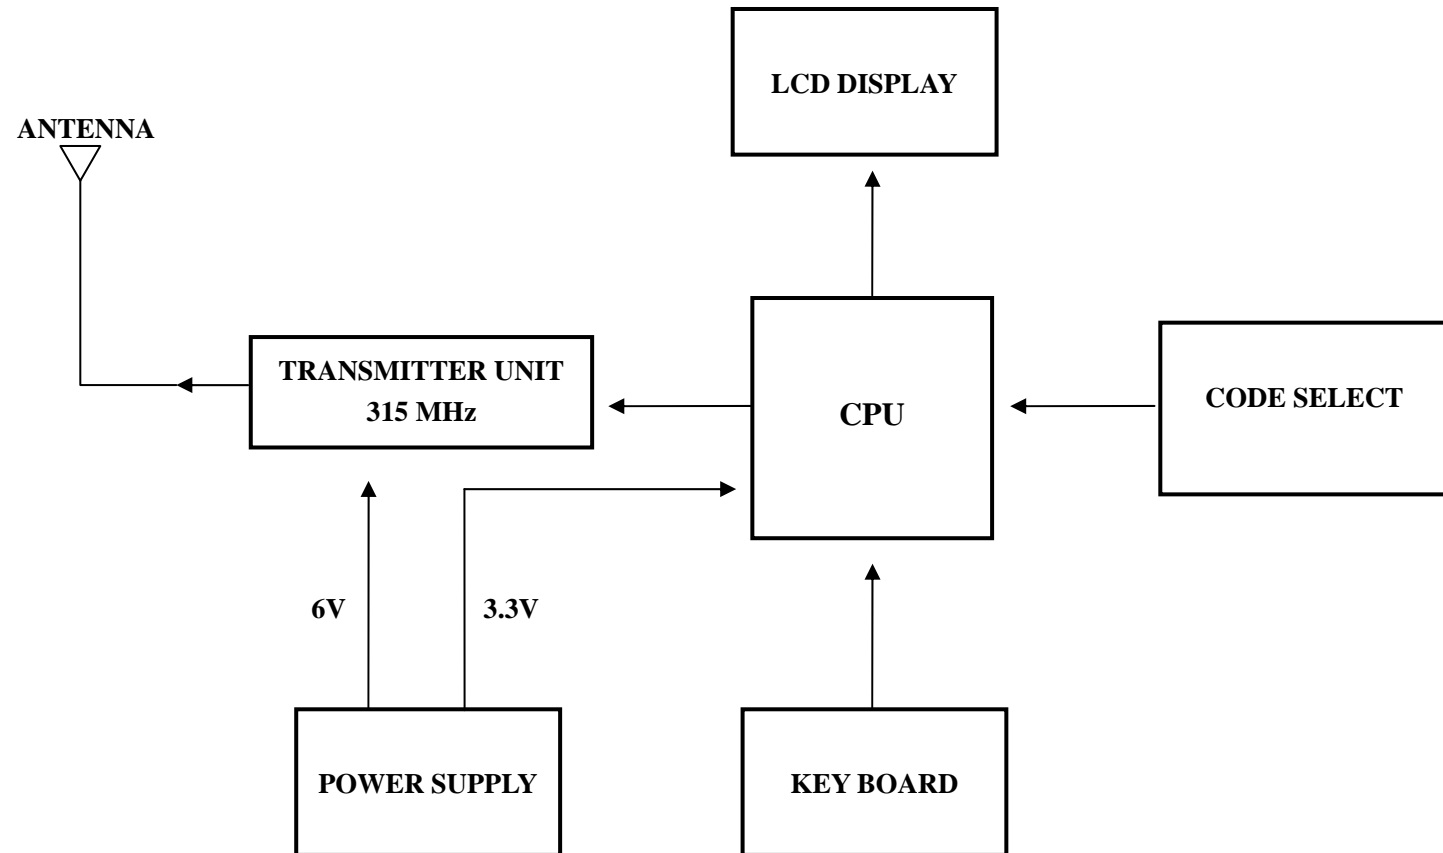 LCD DISPLAY
ANTENNA
TRANSMITTER UNIT
315 MHz
CPU
CODE SELECT
6V
3.3V
POWER SUPPLY
KEY BOARD